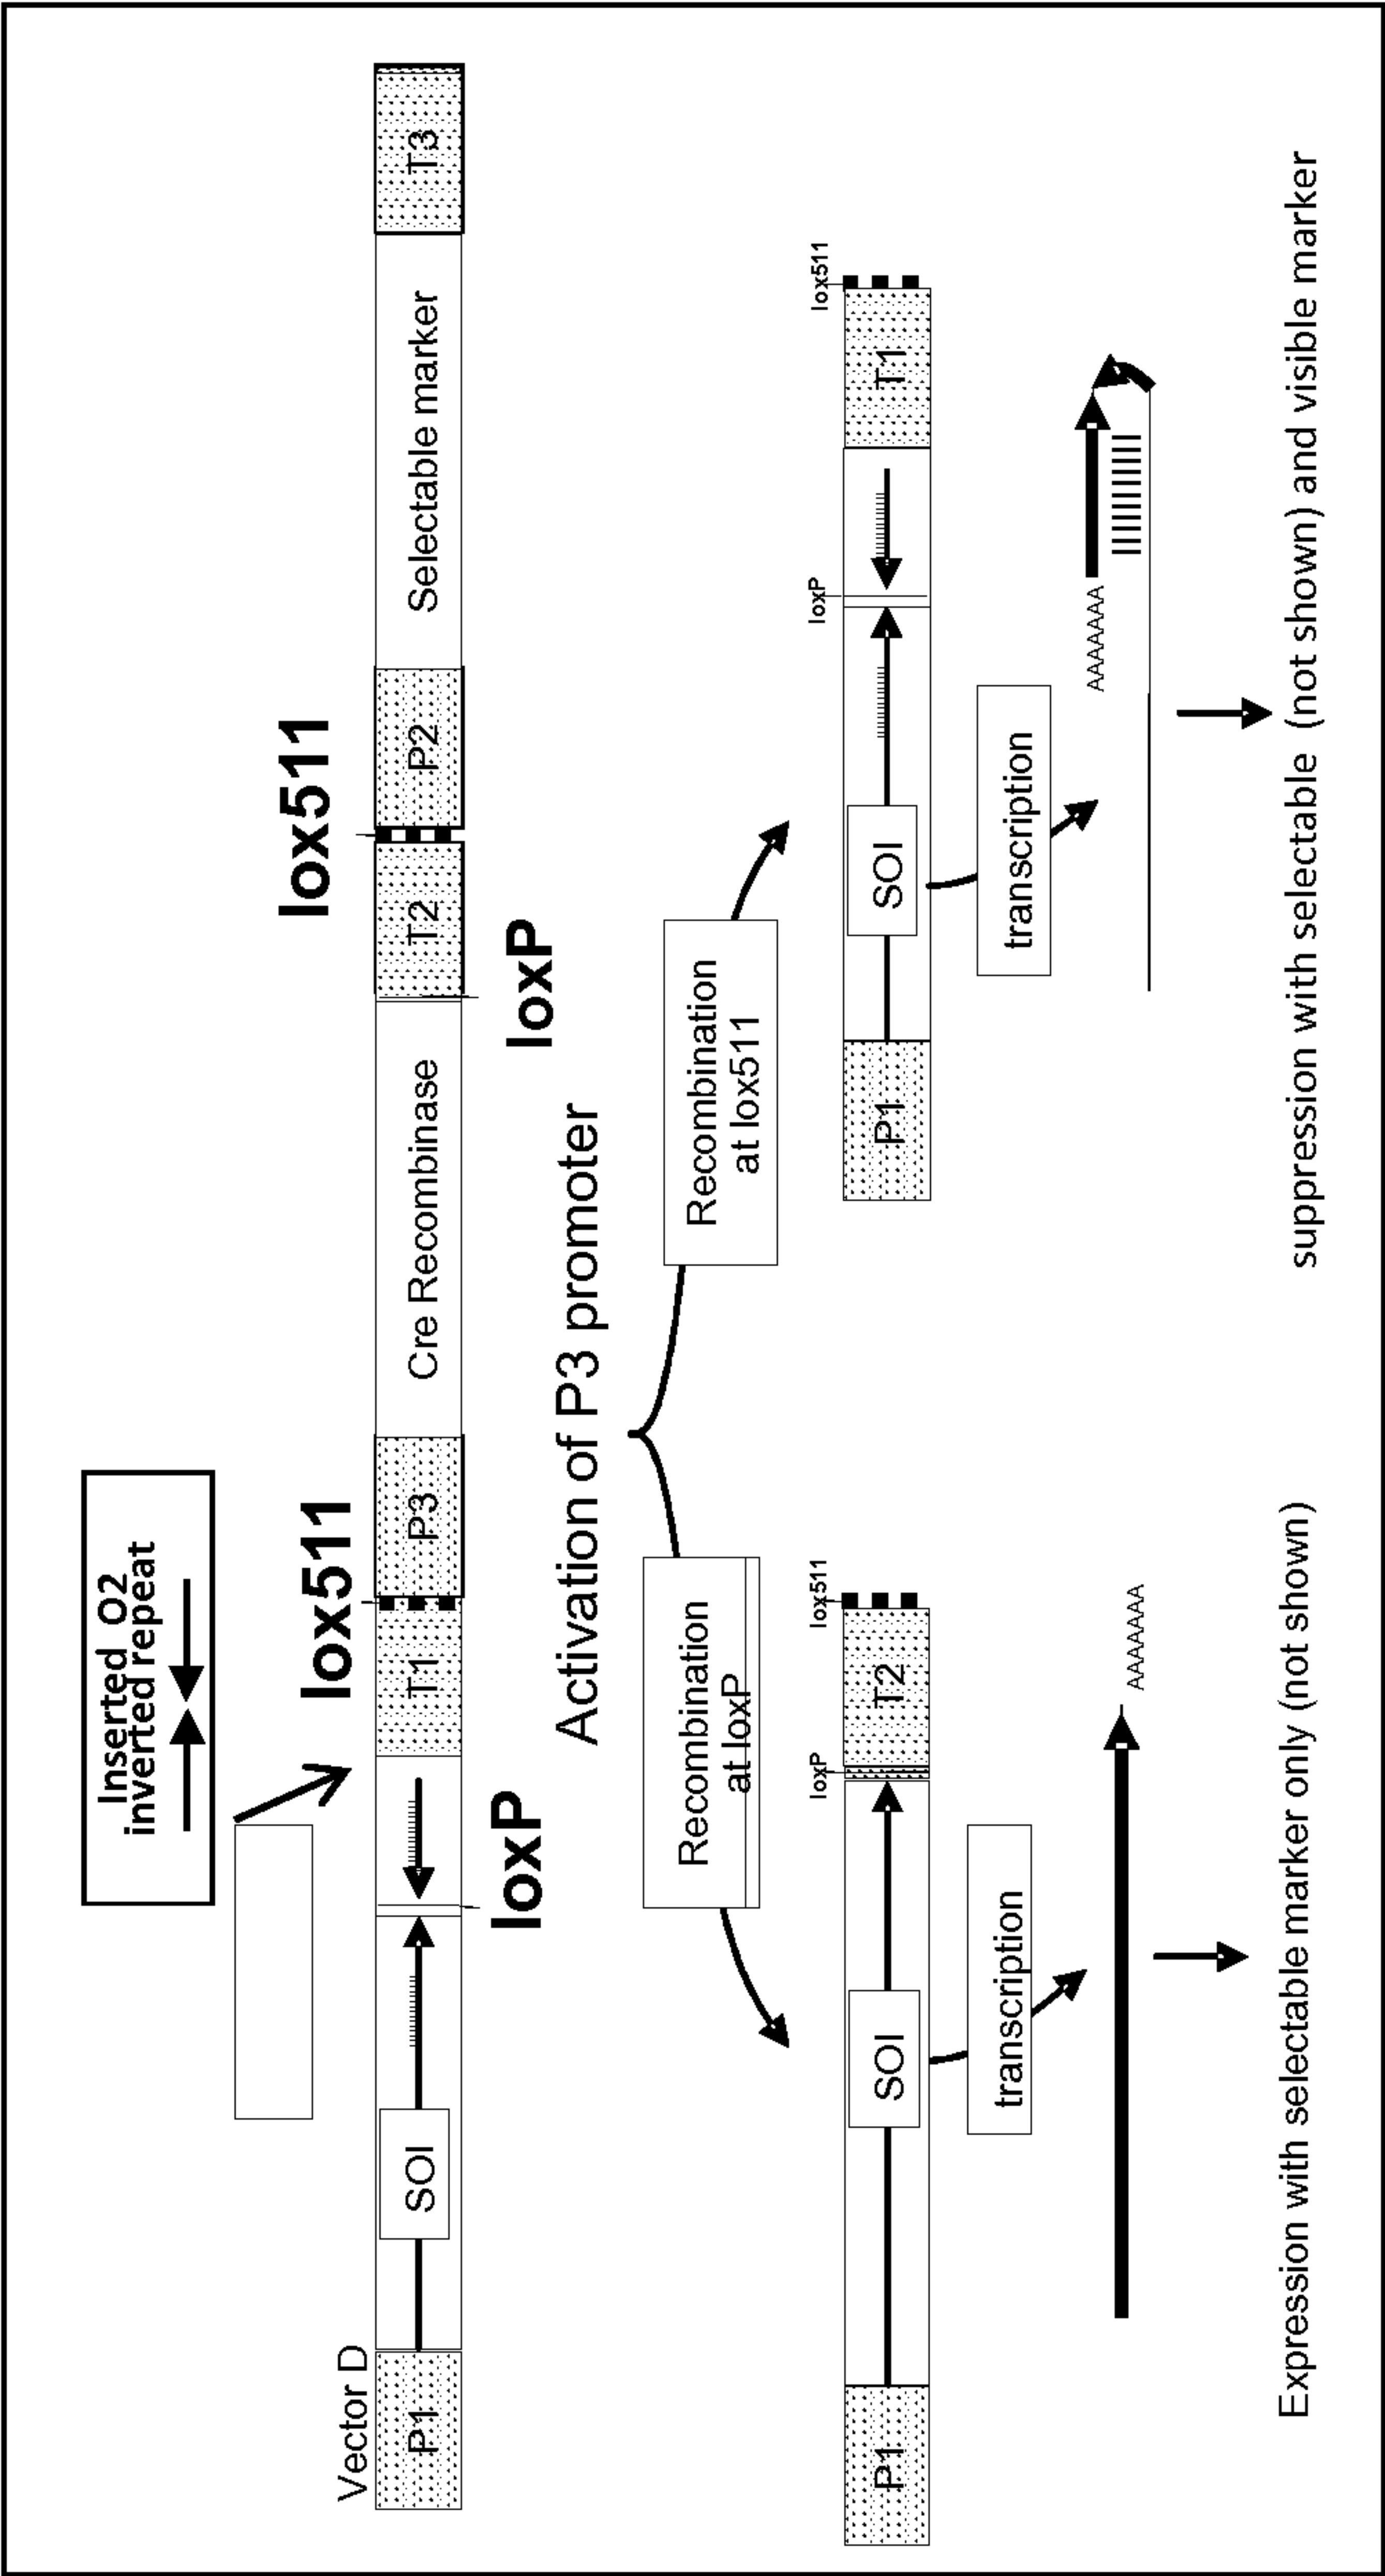 Inserted O2
inverted repeat
Vector D
lox511
lox511
P1
SOI
T1
P3
Cre Recombinase
T2
P2
Selectable marker
T3
loxP
loxP
Activation of P3 promoter
Recombination
at loxP
Recombination
at lox511
loxP
lox511
P1
SOI
T2
loxP
lox511
P1
SOI
T1
transcription
AAAAAAA
transcription
AAAAAAA
Expression with selectable marker only (not shown)
suppression with selectable (not shown) and visible marker